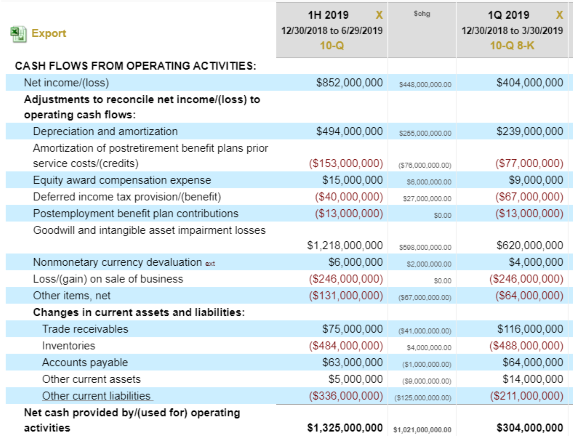 1H 2019 X $chg 1Q 2019 X
Export 12/30/2018 to 6/29/2019 12/30/2018 to 3/30/2019
10-Q 10-Q 8-K
CASH FLOWS FROM OPERATING ACTIVITIES:
Net income/(loss) $852,000,000 $448,000,000.00 $404,000,000
Adjustments to reconcile net income/(loss) to
operating cash flows:
Depreciation and amortization $494,000,000 $255,000,000.00 $239,000,000
Amortization of postretirement benefit plans prior
service costs/(credits) ($153,000,000) ($76,000,000.00) ($77,000,000)
Equity award compensation expense $15,000,000 $6,000,000.00 $9,000,000
Deferred income tax provision/(benefit) ($40,000,000) $27,000,000.00 ($67,000,000)
Postemployment benefit plan contributions ($13,000,000) $0.00 ($13,000,000)
Goodwill and intangible asset impairment losses
$1,218,000,000 $598,000,000.00 $620,000,000
Nonmonetary currency devaluation ext $6,000,000 $2,000,000.00 $4,000,000
Loss/(gain) on sale of business ($246,000,000) $0.00 ($246,000,000)
Other items, net ($131,000,000) ($67,000,000.00) ($64,000,000)
Changes in current assets and liabilities:
Trade receivables $75,000,000 ($41,000,000.00) $116,000,000
Inventories ($484,000,000) $4,000,000.00 ($488,000,000)
Accounts payable $63,000,000 ($1,000,000.00) $64,000,000
Other current assets $5,000,000 ($9,000,000.00) $14,000,000
Other current liabilities ($336,000,000) ($125,000,000.00) ($211,000,000)
Net cash provided by/(used for) operating
activities $1,325,000,000 $1,021,000,000.00 $304,000,000